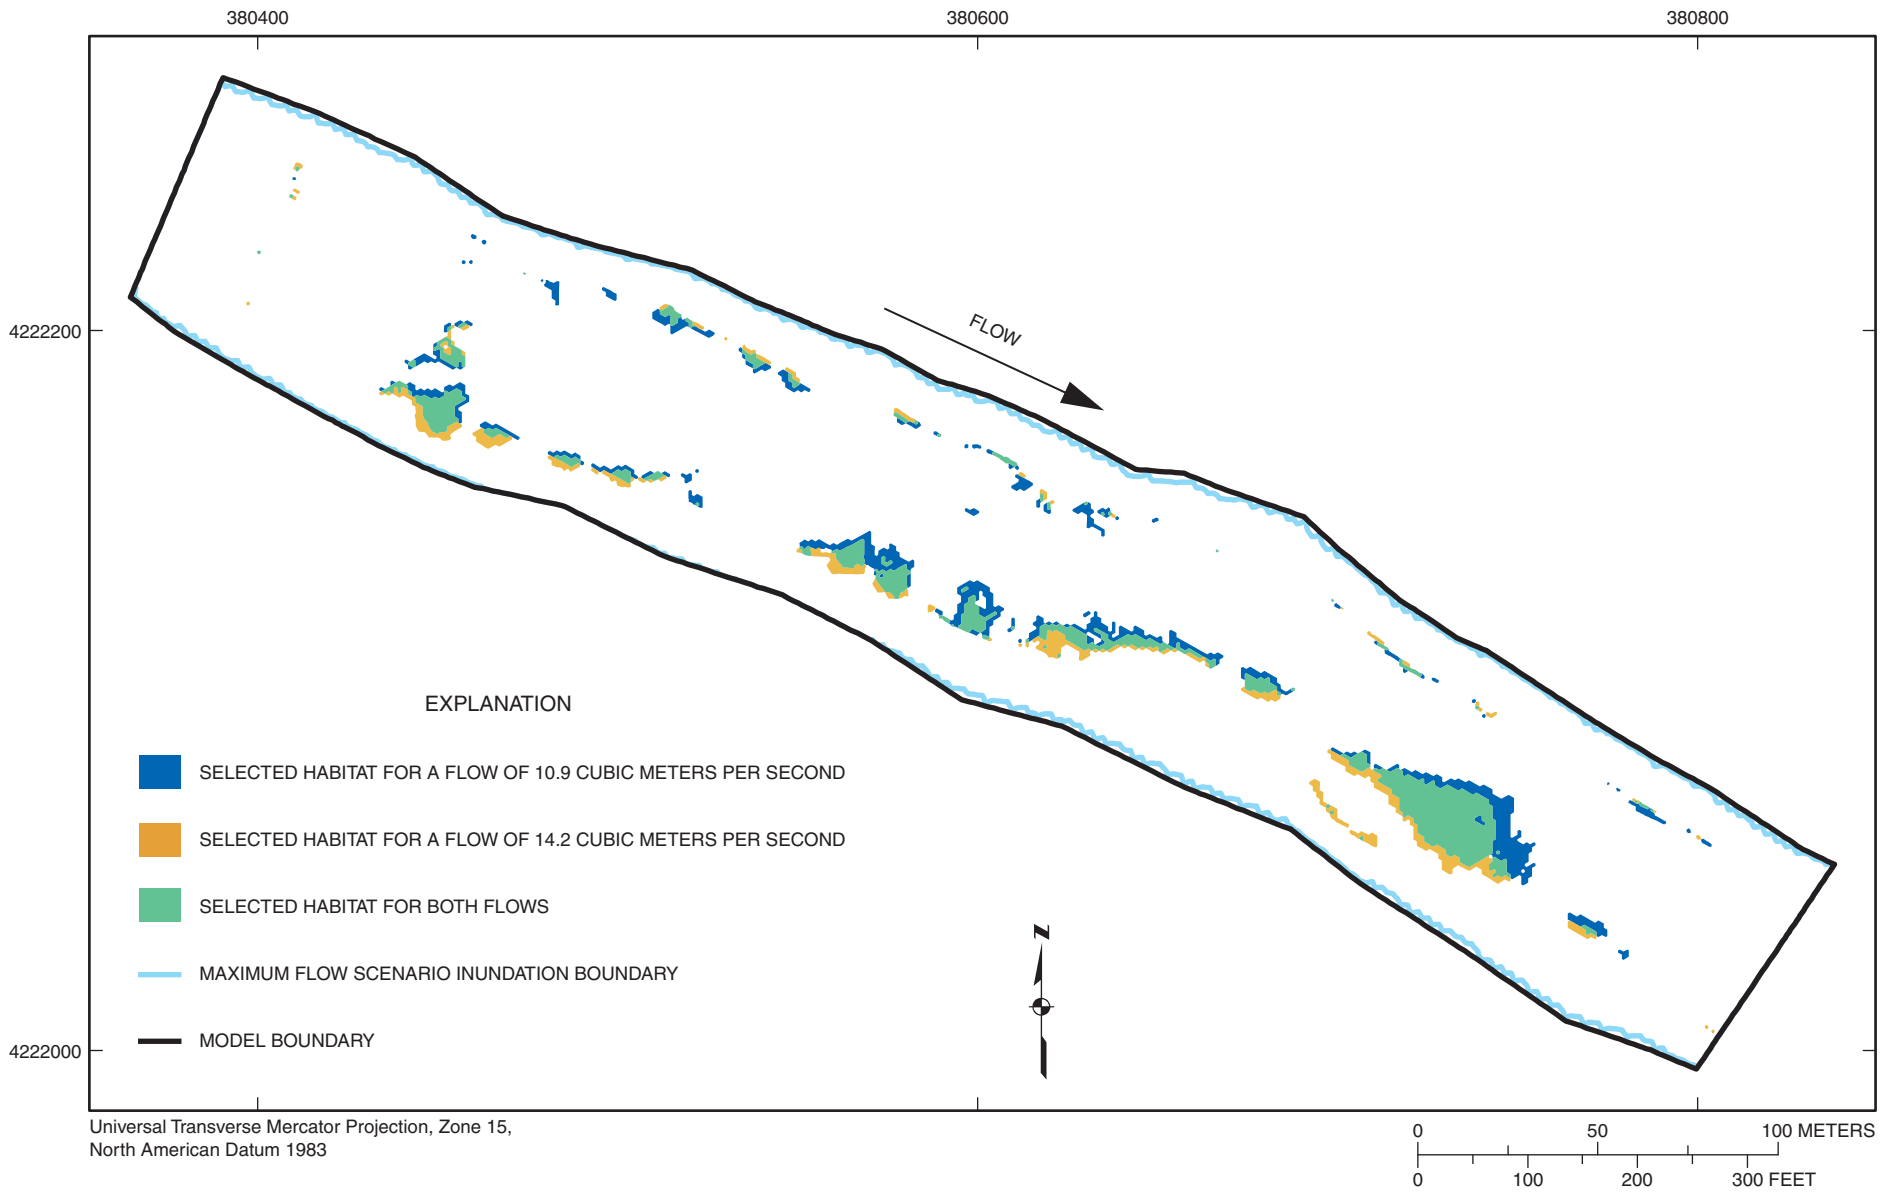 380400 380600 380800
FLOW
4222200
EXPLANATION
SELECTED HABITAT FOR A FLOW OF 10.9 CUBIC METERS PER SECOND
SELECTED HABITAT FOR A FLOW OF 14.2 CUBIC METERS PER SECOND
SELECTED HABITAT FOR BOTH FLOWS
MAXIMUM FLOW SCENARIO INUNDATION BOUNDARY
MODEL BOUNDARY
N
4222000
Universal Transverse Mercator Projection, Zone 15,
North American Datum 1983
0 50 100 METERS
0 100 200 300 FEET